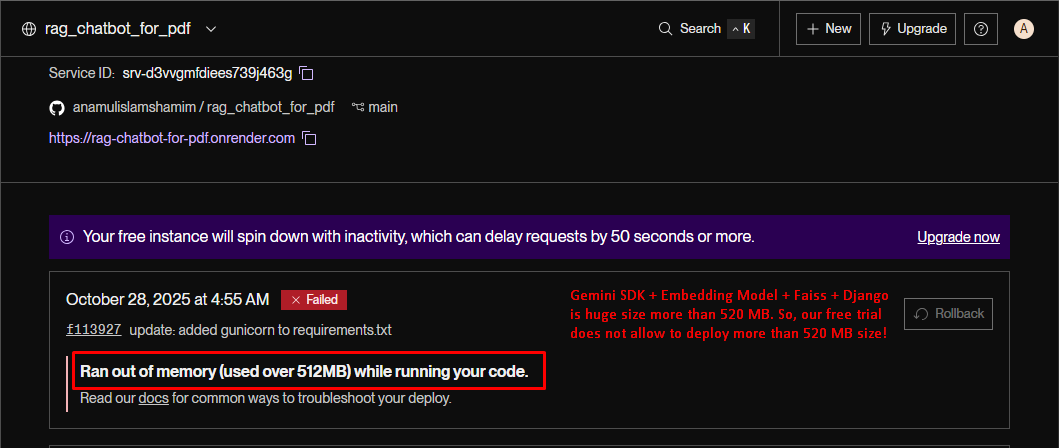 rag_chatbot_for_pdf
Search ^ K
+ New
Upgrade
A
Service ID: srv-d3vvgmfdiees739j463g
anamulislamshamim / rag_chatbot_for_pdf main
https://rag-chatbot-for-pdf.onrender.com
Your free instance will spin down with inactivity, which can delay requests by 50 seconds or more. Upgrade now
October 28, 2025 at 4:55 AM × Failed
f113927 update: added gunicorn to requirements.txt
Gemini SDK + Embedding Model + Faiss + Django
is huge size more than 520 MB. So, our free trial
does not allow to deploy more than 520 MB size!
Rollback
Ran out of memory (used over 512MB) while running your code.
Read our docs for common ways to troubleshoot your deploy.